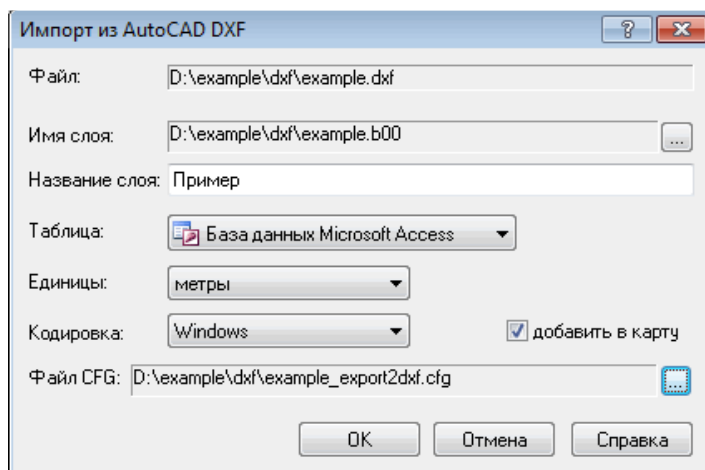 Импорт из AutoCAD DXF
Файл: D:\example\dxf\example.dxf
Имя слоя: D:\example\dxf\example.b00 ...
Название слоя: Пример
Таблица: База данных Microsoft Access
Единицы: метры
Кодировка: Windows добавить в карту
Файл CFG: D:\example\dxf\example_export2dxf.cfg ...
OK Отмена Справка